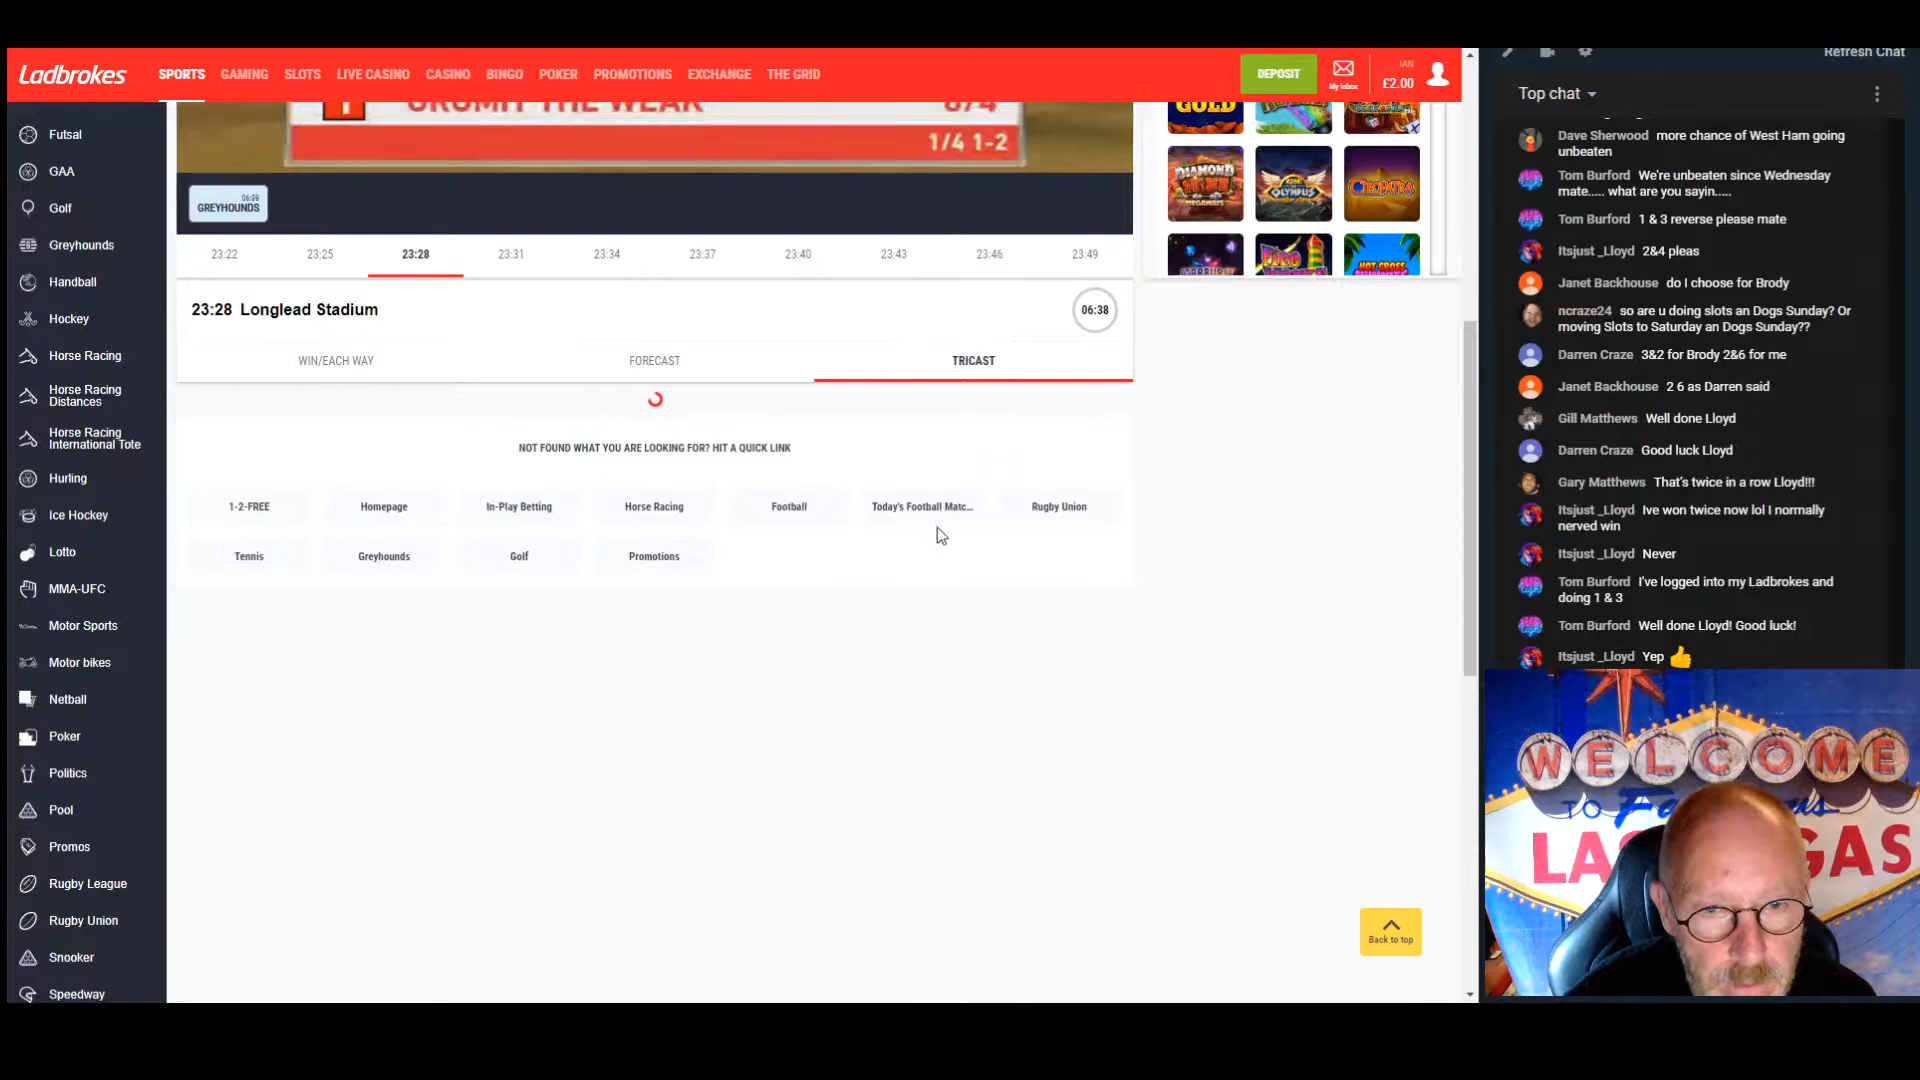 Ladbrokes
SPORTS GAMING SLOTS LIVE CASINO CASINO BINGO POKER PROMOTIONS EXCHANGE THE GRID
DEPOSIT
My Inbox
IAN
£2.00
Futsal
GAA
Golf
Greyhounds
Handball
Hockey
Horse Racing
Horse Racing
Distances
Horse Racing
International Tote
Hurling
Ice Hockey
Lotto
MMA-UFC
Motor Sports
Motor bikes
Netball
Poker
Politics
Pool
Promos
Rugby League
Rugby Union
Snooker
Speedway
GROMIT THE WEAK
1/4 1-2
06:38
GREYHOUNDS
23:22 23:25 23:28 23:31 23:34 23:37 23:40 23:43 23:46 23:49
23:28 Longlead Stadium
06:38
WIN/EACH WAY FORECAST TRICAST
NOT FOUND WHAT YOU ARE LOOKING FOR? HIT A QUICK LINK
1-2-FREE Homepage In-Play Betting Horse Racing Football Today's Football Matc... Rugby Union
Tennis Greyhounds Golf Promotions
GOLD
DIAMOND
MEGAWAYS
OLYMPUS
CLEOPATRA
Back to top
Refresh Chat
Top chat
Dave Sherwood more chance of West Ham going
unbeaten
Tom Burford We're unbeaten since Wednesday
mate..... what are you sayin.....
Tom Burford 1 & 3 reverse please mate
Itsjust _Lloyd 2&4 pleas
Janet Backhouse do I choose for Brody
ncraze24 so are u doing slots an Dogs Sunday? Or
moving Slots to Saturday an Dogs Sunday??
Darren Craze 3&2 for Brody 2&6 for me
Janet Backhouse 2 6 as Darren said
Gill Matthews Well done Lloyd
Darren Craze Good luck Lloyd
Gary Matthews That's twice in a row Lloyd!!!
Itsjust _Lloyd Ive won twice now lol I normally
nerved win
Itsjust _Lloyd Never
Tom Burford I've logged into my Ladbrokes and
doing 1 & 3
Tom Burford Well done Lloyd! Good luck!
Itsjust _Lloyd Yep 👍
WELCOME
TO
LAS VEGAS